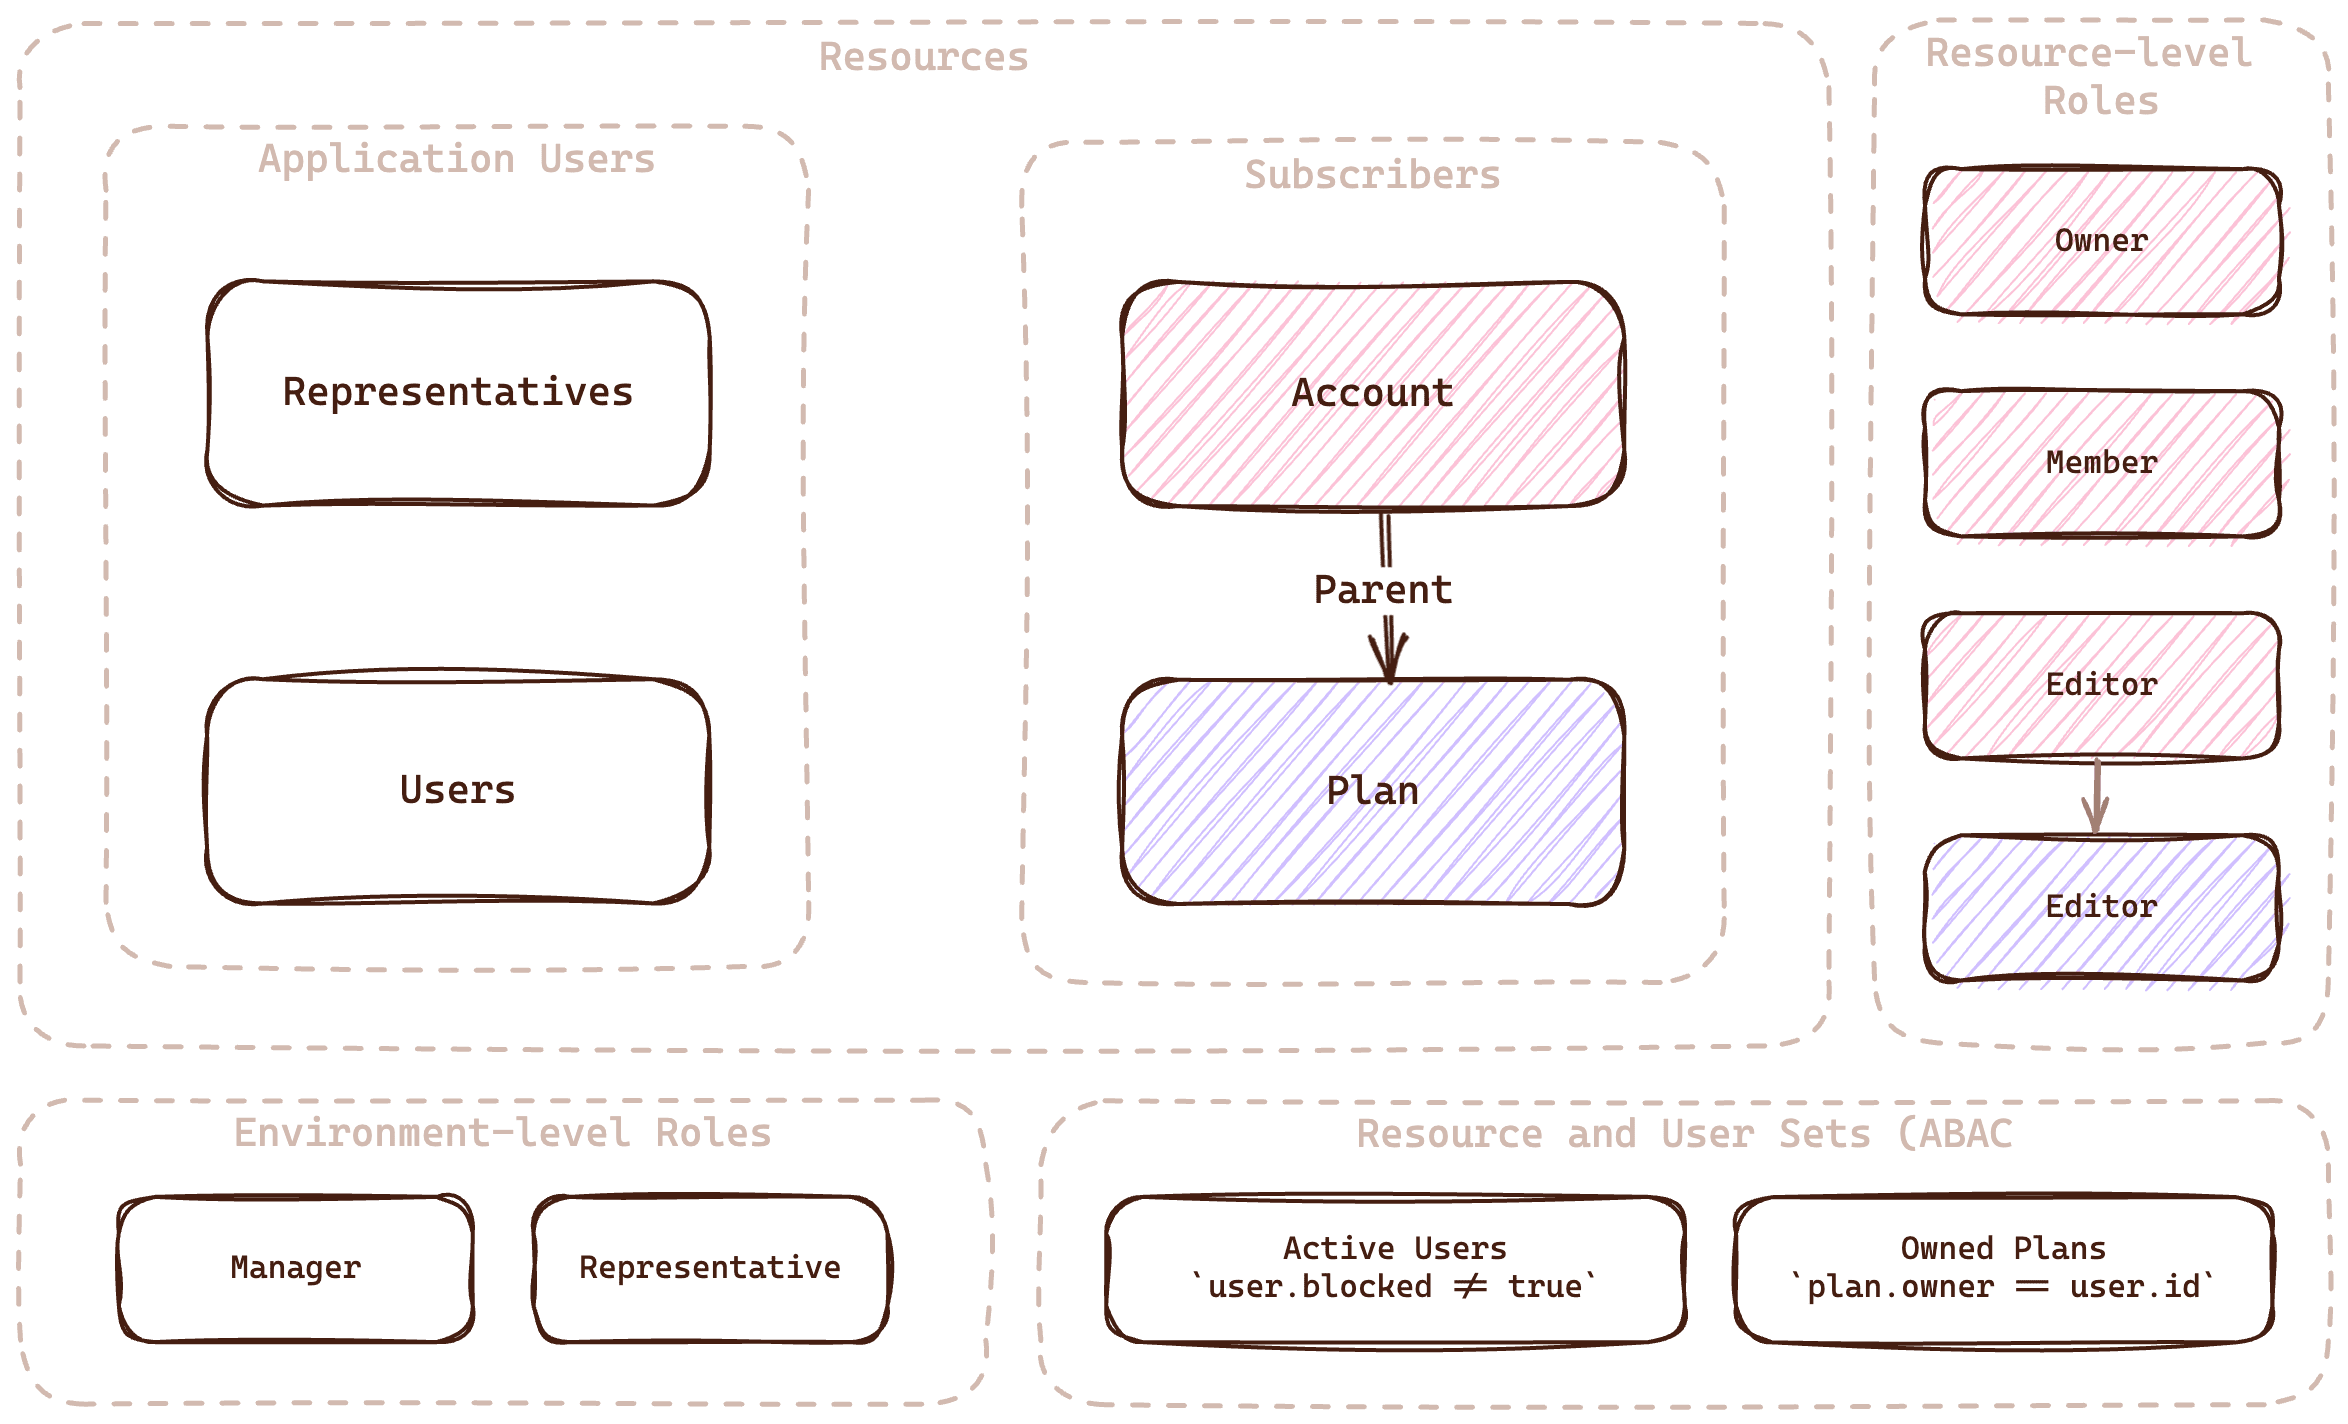 Resources
Application Users
Representatives
Users
Subscribers
Account
Parent
Plan
Resource-level
Roles
Owner
Member
Editor
Editor
Environment-level Roles
Manager
Representative
Resource and User Sets (ABAC
Active Users
`user.blocked ≠ true`
Owned Plans
`plan.owner == user.id`